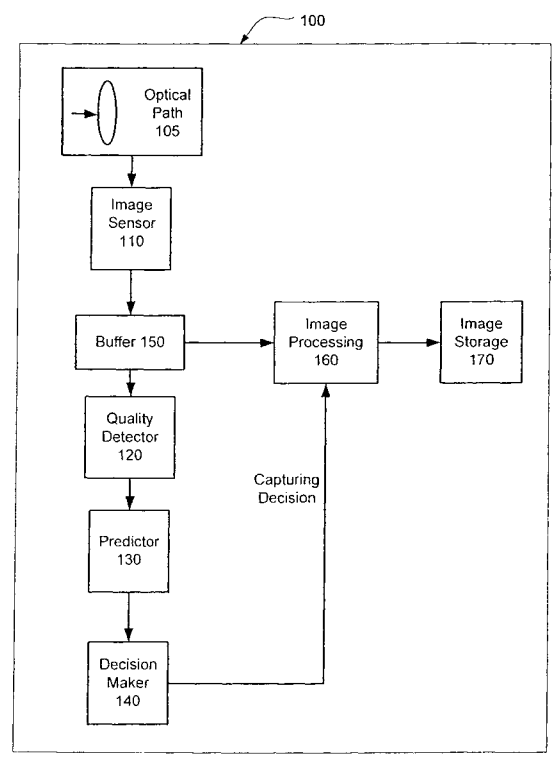 100
Optical
Path
105
Image
Sensor
110
Buffer 150
Image
Processing
160
Image
Storage
170
Quality
Detector
120
Capturing
Decision
Predictor
130
Decision
Maker
140